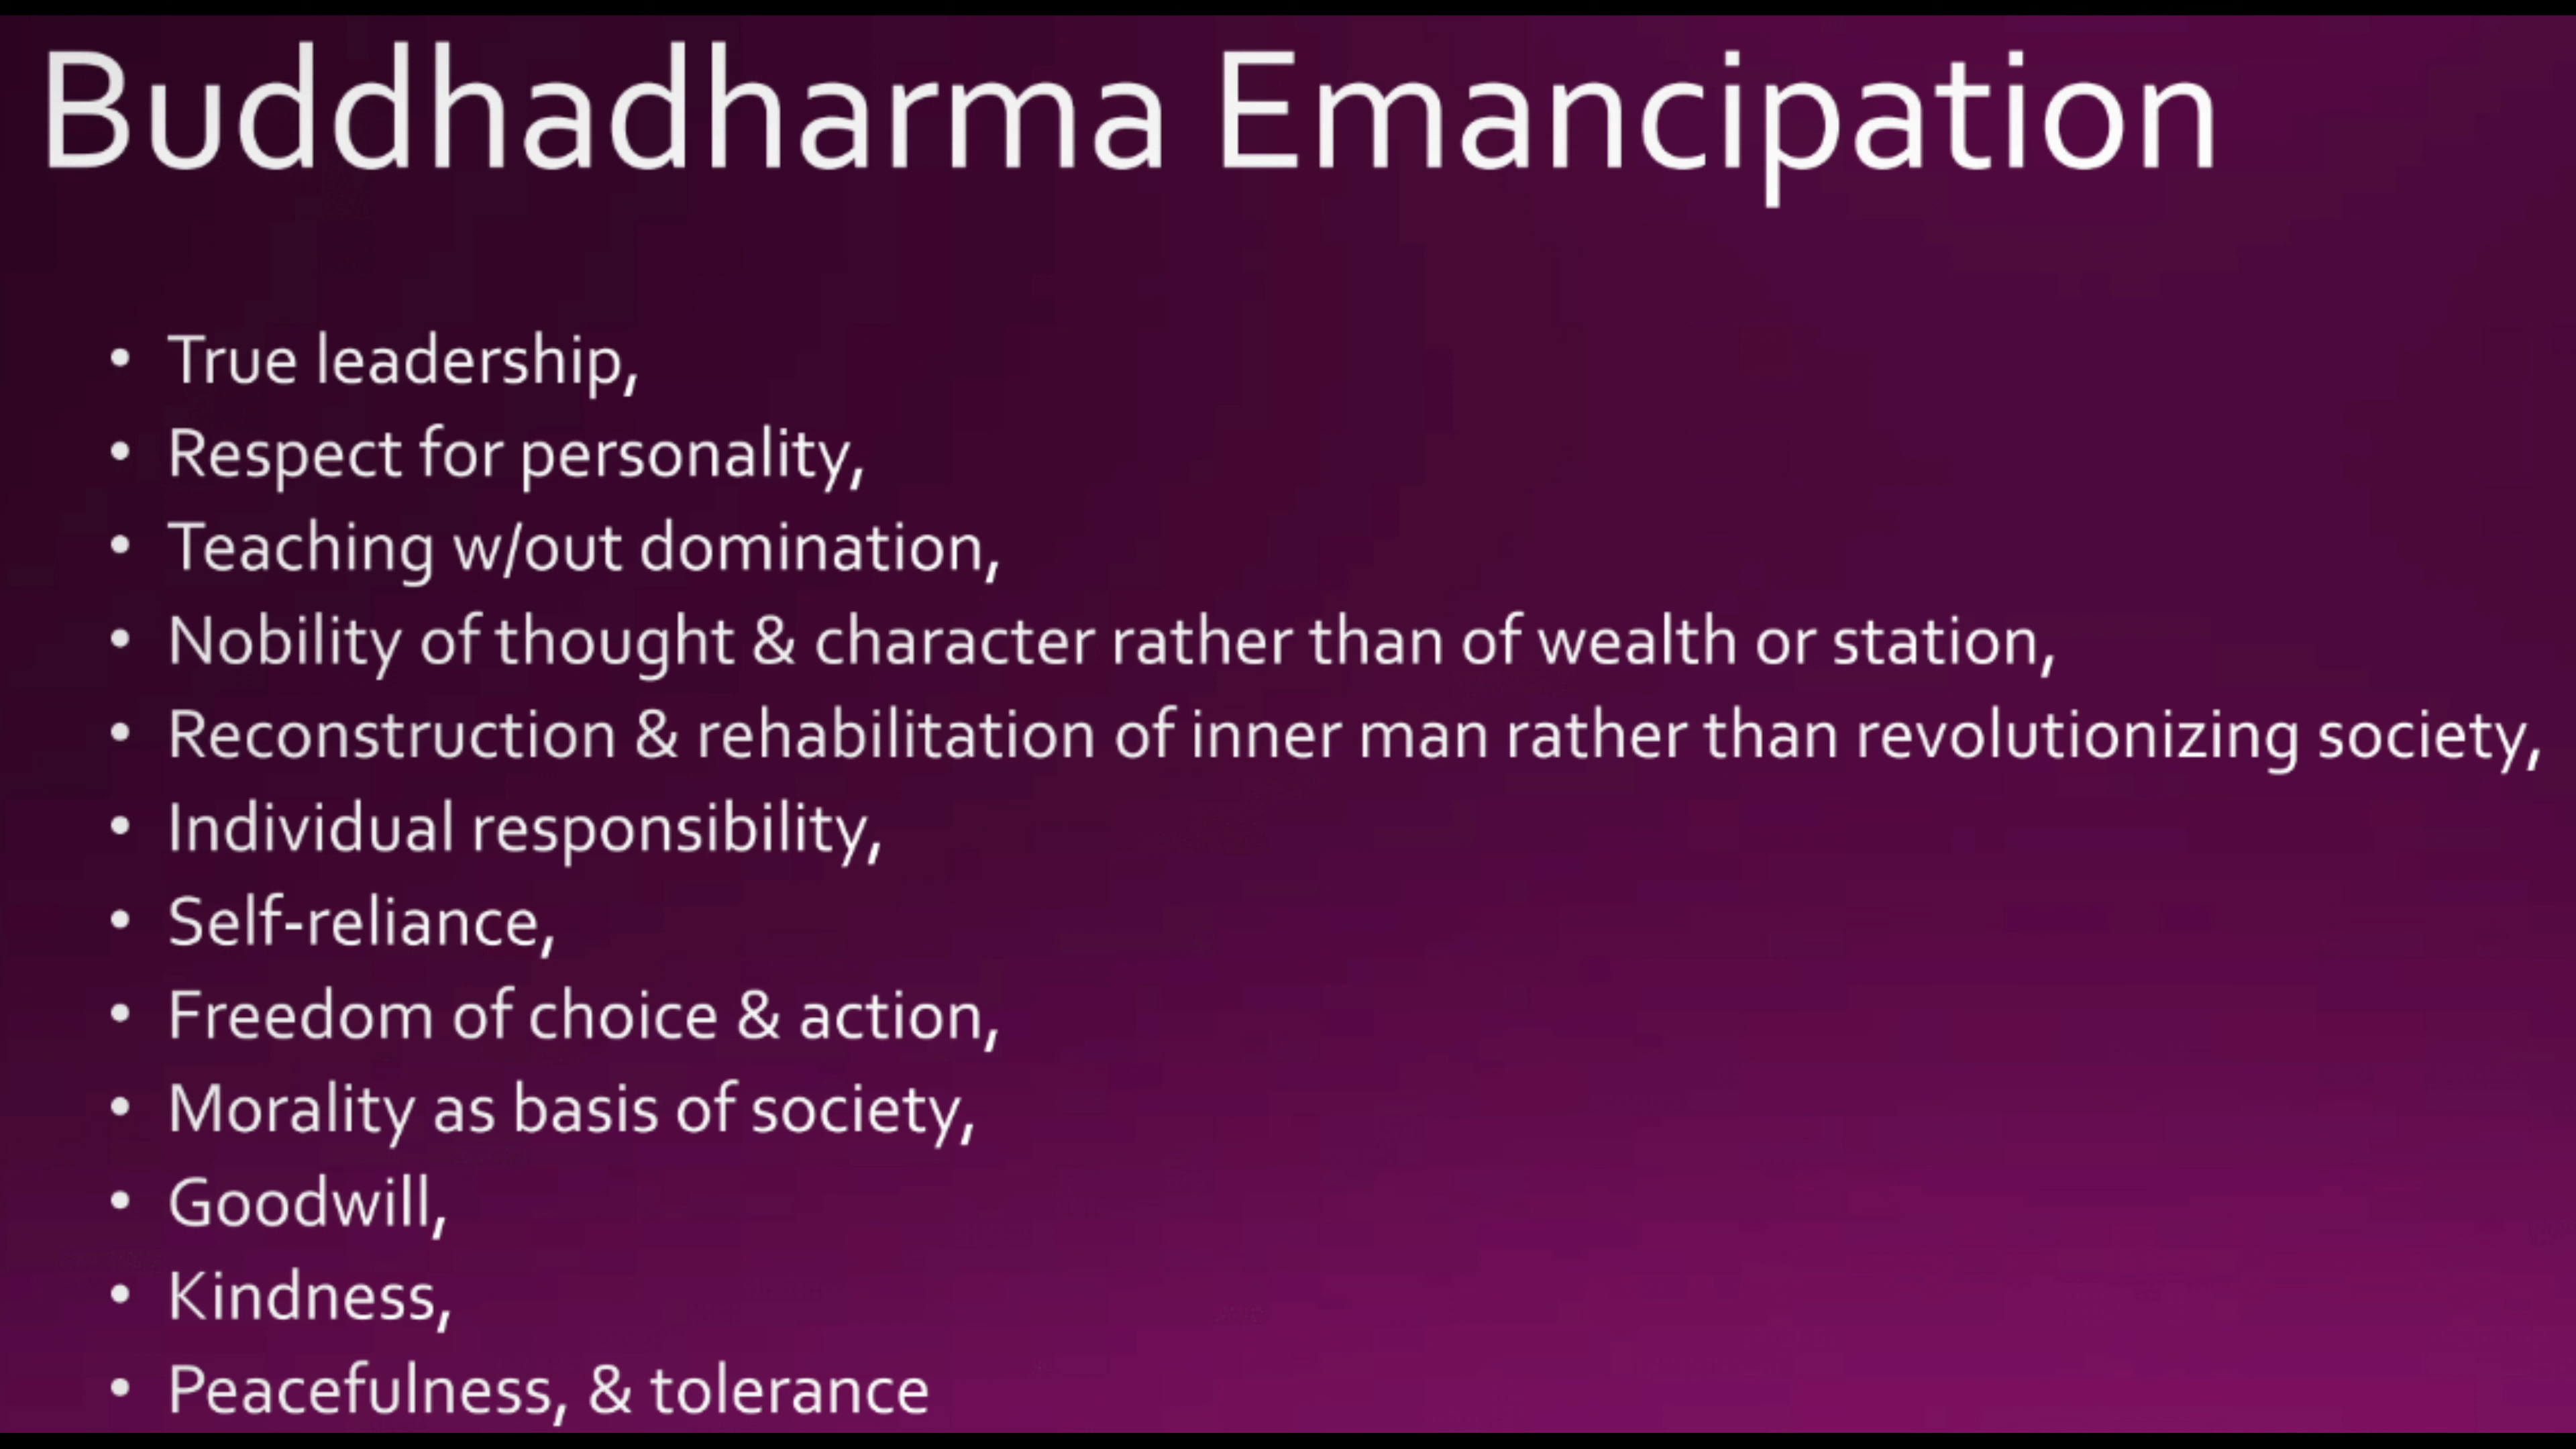 Buddhadharma Emancipation
• True leadership,
• Respect for personality,
• Teaching w/out domination,
• Nobility of thought & character rather than of wealth or station,
• Reconstruction & rehabilitation of inner man rather than revolutionizing society,
• Individual responsibility,
• Self-reliance,
• Freedom of choice & action,
• Morality as basis of society,
• Goodwill,
• Kindness,
• Peacefulness, & tolerance